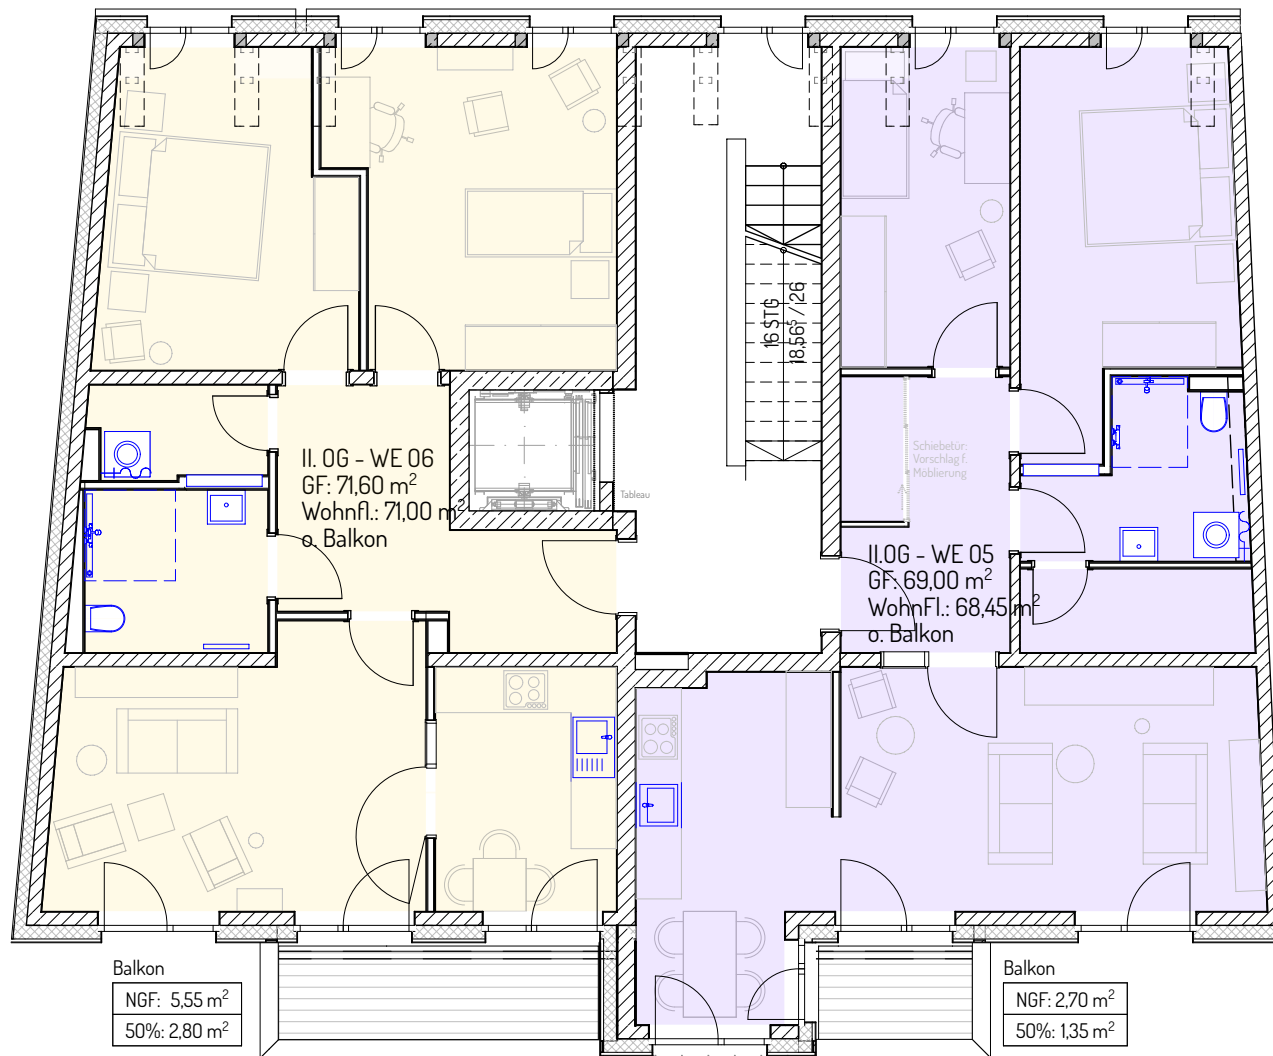 16 STG
18.56⁵ / 26
II. OG - WE 06
GF: 71,60 m²
Wohnfl.: 71,00 m²
o. Balkon
Schiebetür:
Vorschlag f.
Möblierung
Tableau
II.OG - WE 05
GF: 69,00 m²
WohnFl.: 68,45 m²
o. Balkon
Balkon
NGF: 5,55 m²
50%: 2,80 m²
Balkon
NGF: 2,70 m²
50%: 1,35 m²